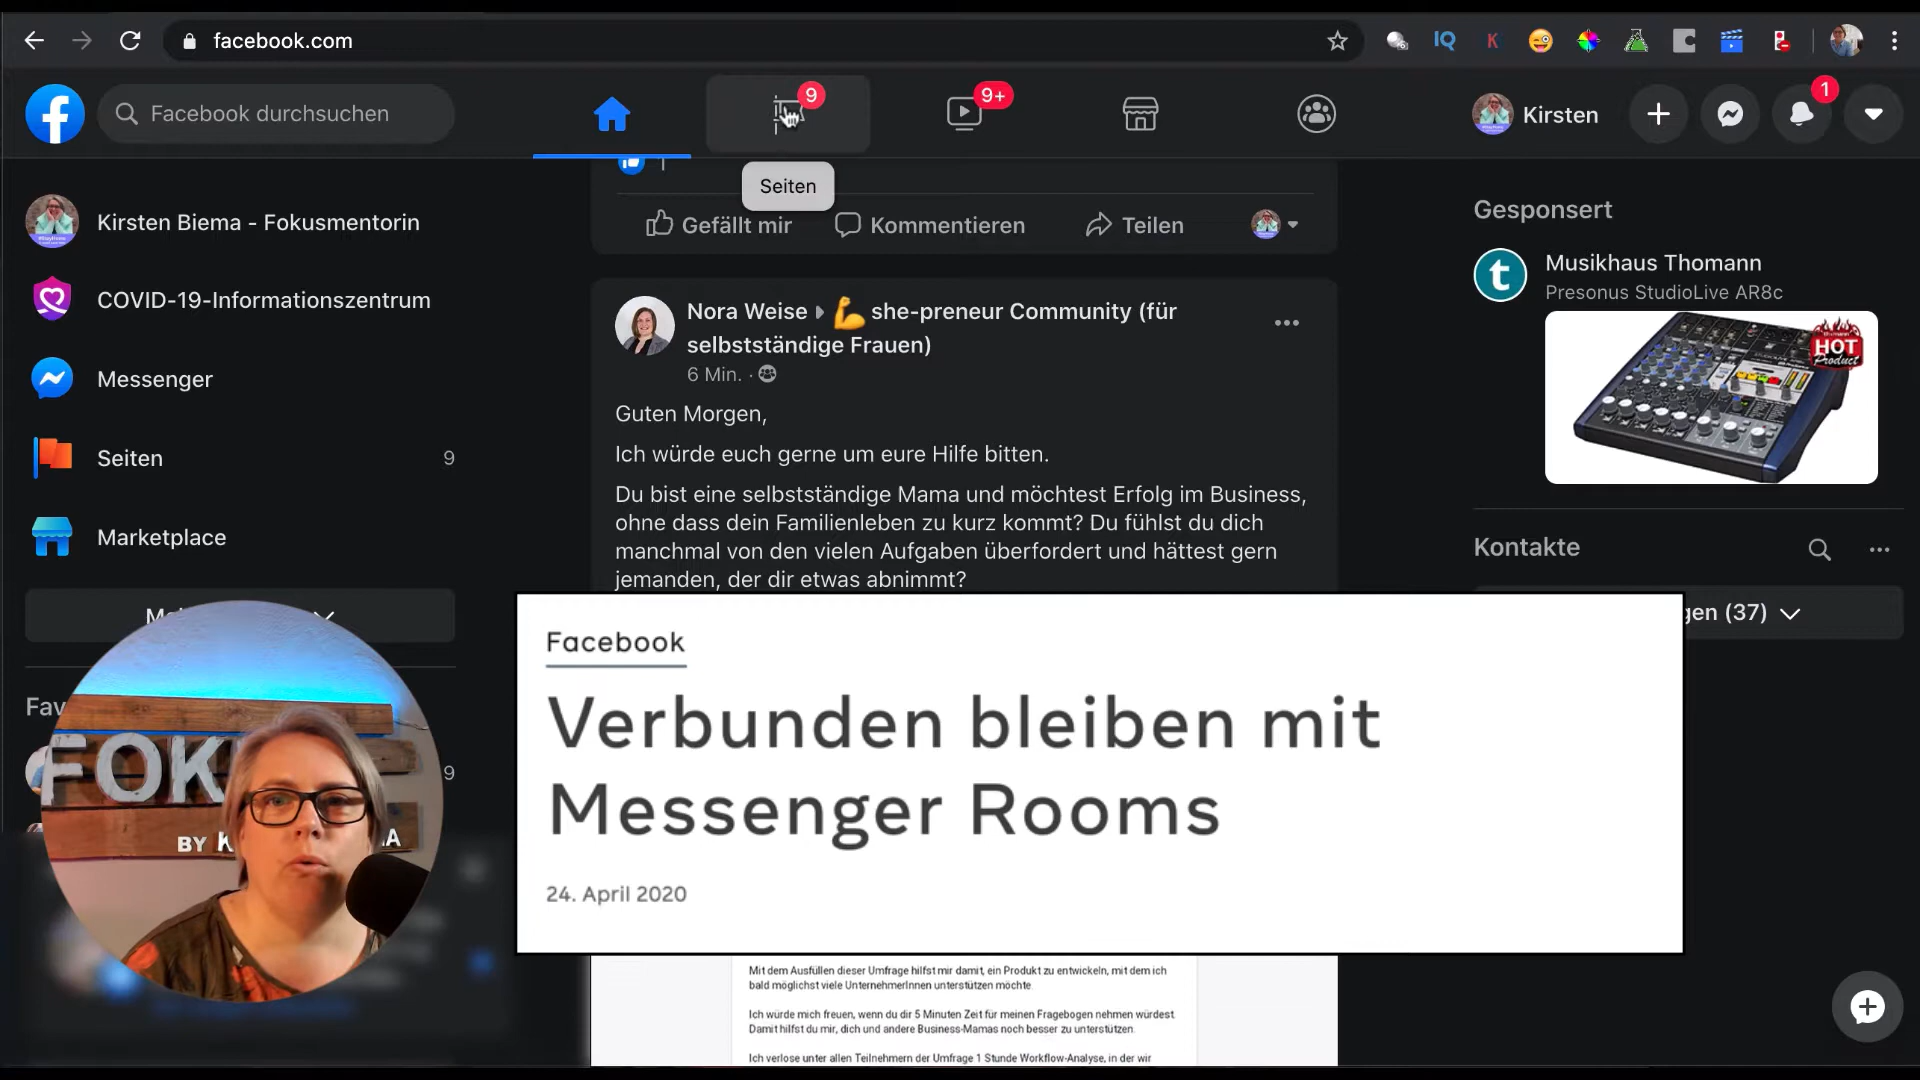 facebook.com
IQ
K
Facebook durchsuchen
9
9+
Kirsten
1
Seiten
Kirsten Biema - Fokusmentorin
COVID-19-Informationszentrum
Messenger
Seiten
9
Marketplace
Gefällt mir
Kommentieren
Teilen
Nora Weise
she-preneur Community (für
selbstständige Frauen)
6 Min.
Guten Morgen,
Ich würde euch gerne um eure Hilfe bitten.
Du bist eine selbstständige Mama und möchtest Erfolg im Business,
ohne dass dein Familienleben zu kurz kommt? Du fühlst du dich
manchmal von den vielen Aufgaben überfordert und hättest gern
jemanden, der dir etwas abnimmt?
Gesponsert
Musikhaus Thomann
Presonus StudioLive AR8c
HOT
Product
Kontakte
gen (37)
Fav
9
FOK
BY K
A
Facebook
Verbunden bleiben mit
Messenger Rooms
24. April 2020
Mit dem Ausfüllen dieser Umfrage hilfst mir damit, ein Produkt zu entwickeln, mit dem ich
bald möglichst viele UnternehmerInnen unterstützen möchte.
Ich würde mich freuen, wenn du dir 5 Minuten Zeit für meinen Fragebogen nehmen würdest.
Damit hilfst du mir, dich und andere Business-Mamas noch besser zu unterstützen.
Ich verlose unter allen Teilnehmern der Umfrage 1 Stunde Workflow-Analyse, in der wir